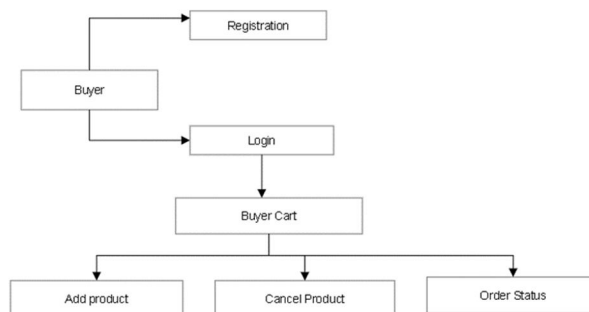 Registration
Buyer
Login
Buyer Cart
Add product
Cancel Product
Order Status